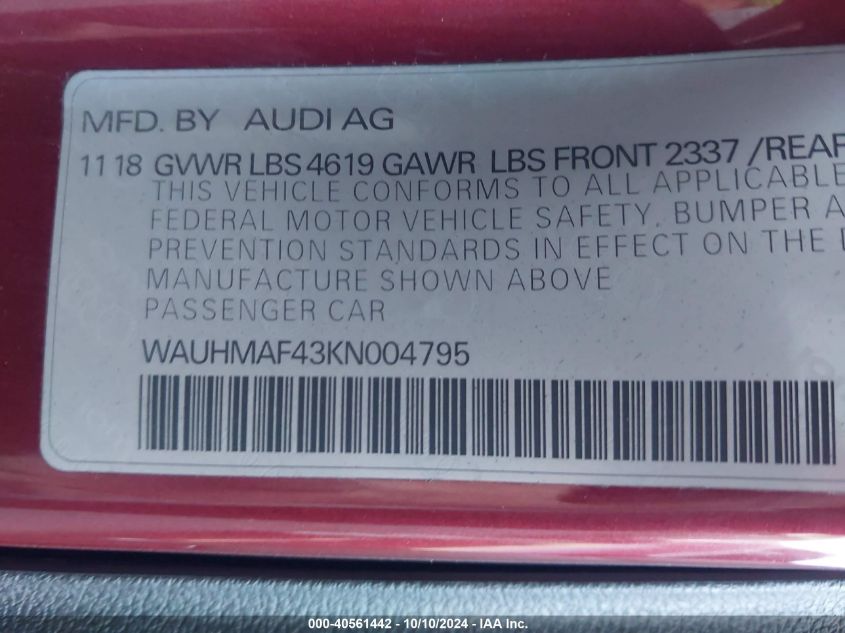 MFD. BY AUDI AG
11 18 GVWR LBS 4619 GAWR LBS FRONT 2337 /REAR
THIS VEHICLE CONFORMS TO ALL APPLICABLE
FEDERAL MOTOR VEHICLE SAFETY, BUMPER A
PREVENTION STANDARDS IN EFFECT ON THE
MANUFACTURE SHOWN ABOVE
PASSENGER CAR
WAUHMAF43KN004795
000-40561442 - 10/10/2024 - IAA Inc.